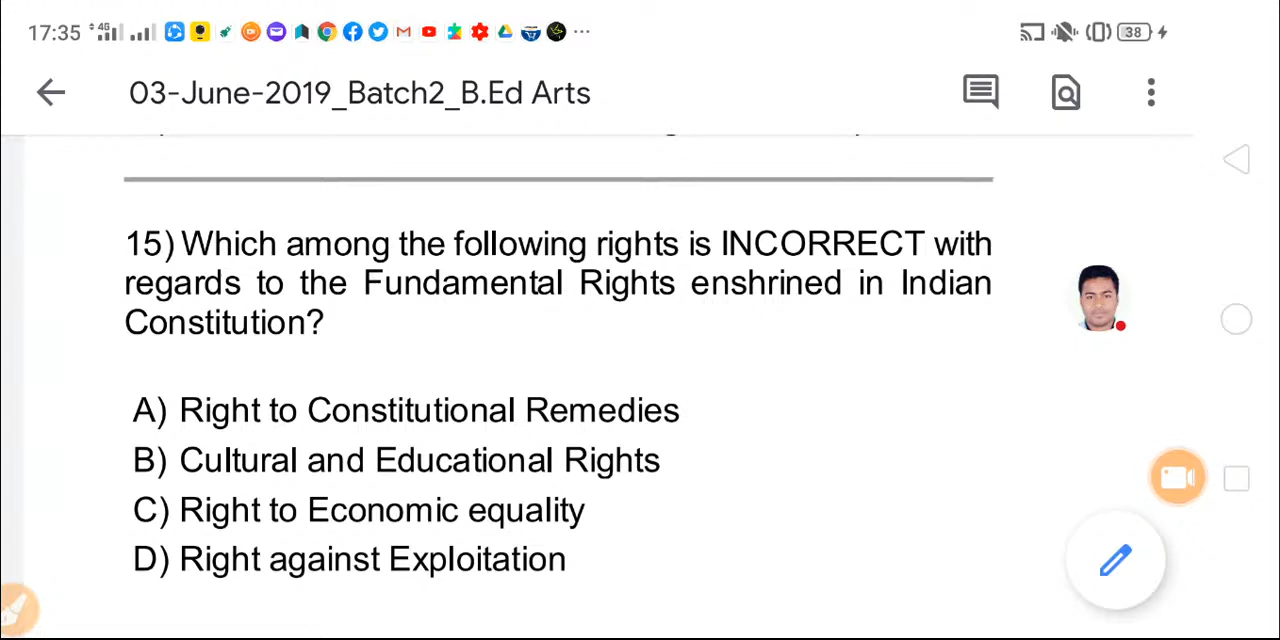 17:35 4G 38
03-June-2019_Batch2_B.Ed Arts
15) Which among the following rights is INCORRECT with
regards to the Fundamental Rights enshrined in Indian
Constitution?
A) Right to Constitutional Remedies
B) Cultural and Educational Rights
C) Right to Economic equality
D) Right against Exploitation